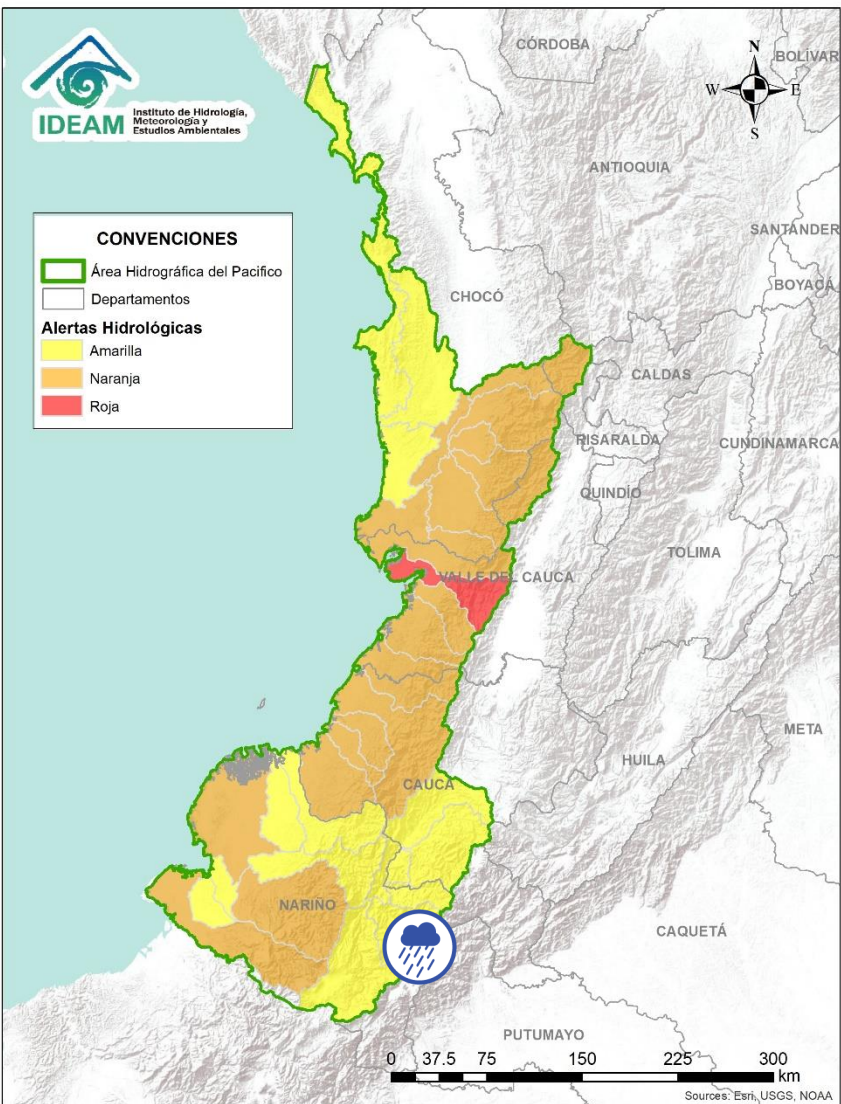 IDEAM
Instituto de Hidrología,
Meteorología y
Estudios Ambientales
N
W
E
S
CONVENCIONES
Área Hidrográfica del Pacifico
Departamentos
Alertas Hidrológicas
Amarilla
Naranja
Roja
CÓRDOBA
BOLÍVAR
ANTIOQUIA
SANTANDER
BOYACÁ
CHOCÓ
CALDAS
RISARALDA
CUNDINAMARCA
QUINDÍO
TOLIMA
VALLE DEL CAUCA
META
HUILA
CAUCA
NARIÑO
CAQUETÁ
PUTUMAYO
0 37.5 75 150 225 300
km
Sources: Esri, USGS, NOAA